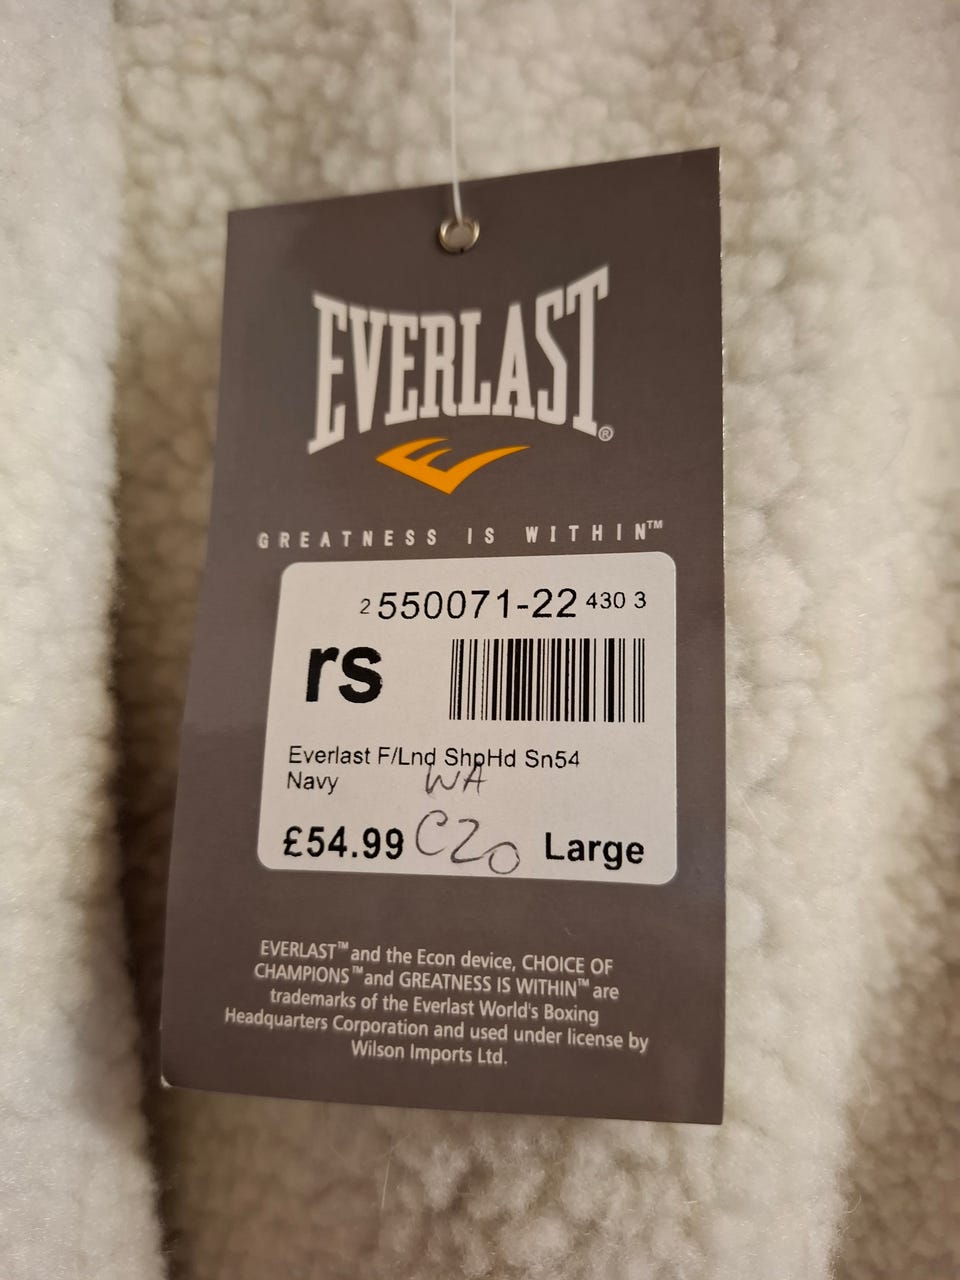 EVERLAST®
GREATNESS IS WITHIN™
2 550071-22 430 3
rs
Everlast F/Lnd ShpHd Sn54
Navy WA
£54.99 C20 Large
EVERLAST™ and the Econ device, CHOICE OF
CHAMPIONS™ and GREATNESS IS WITHIN™ are
trademarks of the Everlast World's Boxing
Headquarters Corporation and used under license by
Wilson Imports Ltd.